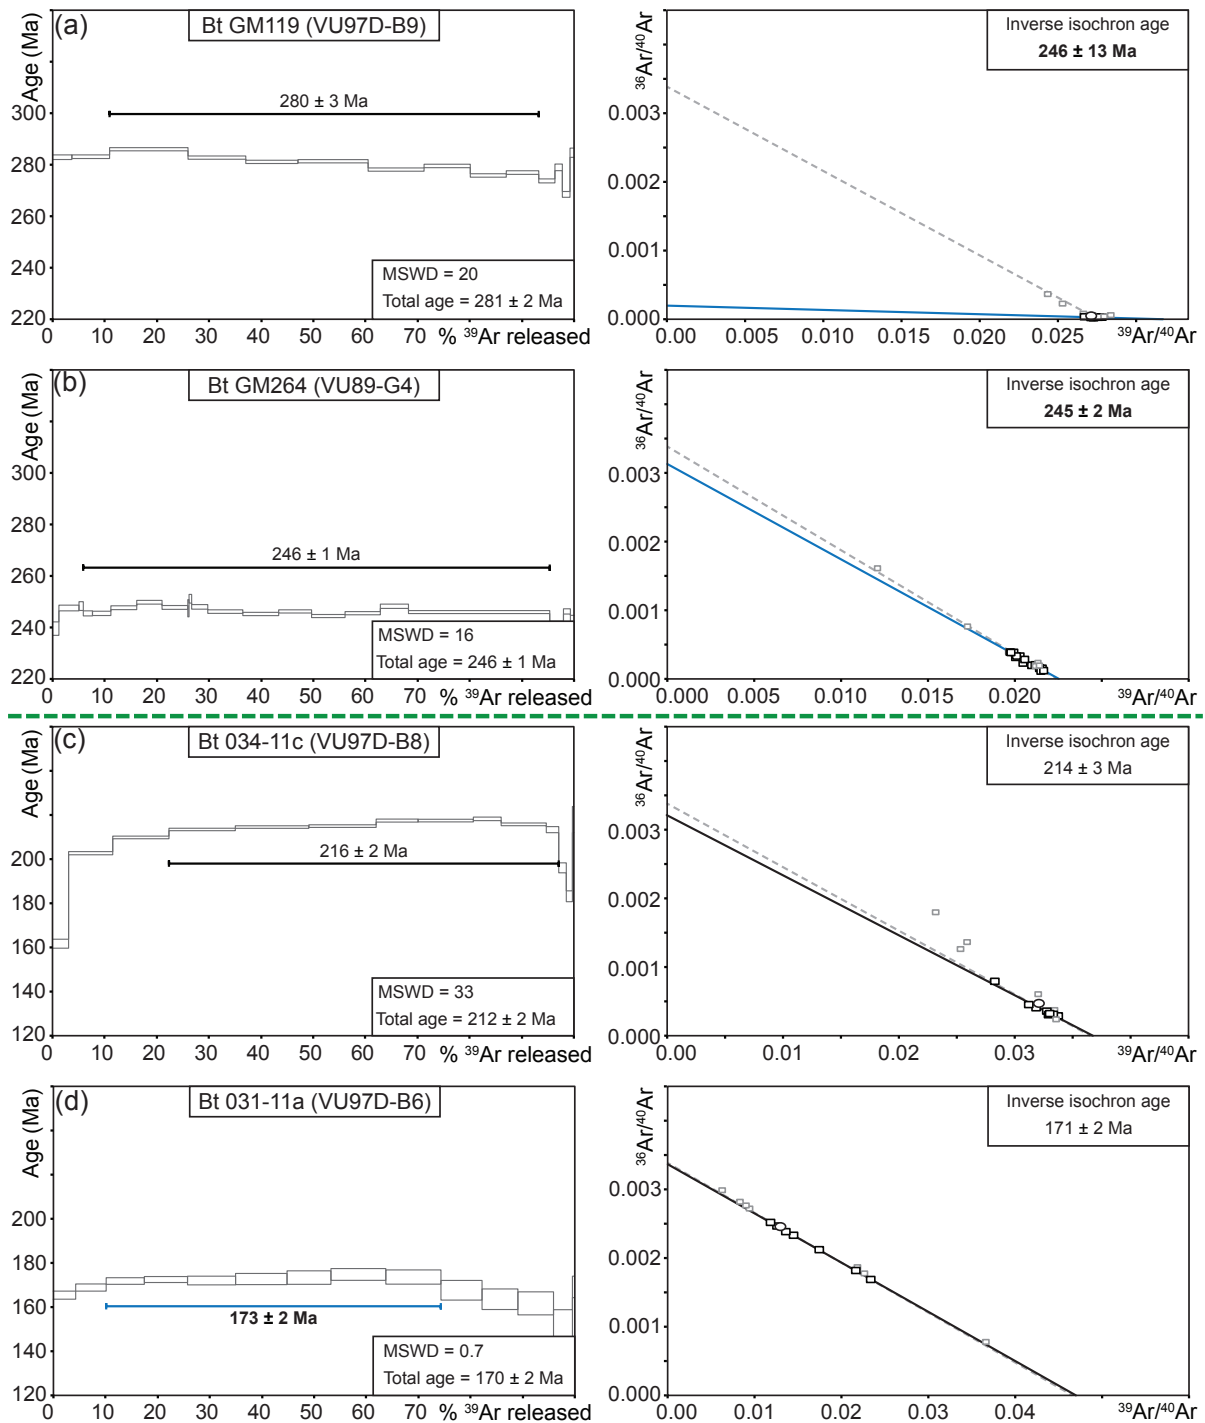 (a)
Bt GM119 (VU97D-B9)
Age (Ma)
280 ± 3 Ma
300
280
260
240
220
MSWD = 20
Total age = 281 ± 2 Ma
0 10 20 30 40 50 60 70 % ³⁹Ar released
³⁶Ar/⁴⁰Ar
Inverse isochron age
246 ± 13 Ma
0.003
0.002
0.001
0.000
0.000 0.005 0.010 0.015 0.020 0.025 ³⁹Ar/⁴⁰Ar
(b)
Bt GM264 (VU89-G4)
Age (Ma)
300
280
260
240
220
246 ± 1 Ma
MSWD = 16
Total age = 246 ± 1 Ma
0 10 20 30 40 50 60 70 % ³⁹Ar released
³⁶Ar/⁴⁰Ar
Inverse isochron age
245 ± 2 Ma
0.003
0.002
0.001
0.000
0.000 0.005 0.010 0.015 0.020 ³⁹Ar/⁴⁰Ar
(c)
Bt 034-11c (VU97D-B8)
Age (Ma)
200
180
160
140
120
216 ± 2 Ma
MSWD = 33
Total age = 212 ± 2 Ma
0 10 20 30 40 50 60 70 % ³⁹Ar released
³⁶Ar/⁴⁰Ar
Inverse isochron age
214 ± 3 Ma
0.003
0.002
0.001
0.000
0.00 0.01 0.02 0.03 ³⁹Ar/⁴⁰Ar
(d)
Bt 031-11a (VU97D-B6)
Age (Ma)
200
180
160
140
120
173 ± 2 Ma
MSWD = 0.7
Total age = 170 ± 2 Ma
0 10 20 30 40 50 60 70 % ³⁹Ar released
³⁶Ar/⁴⁰Ar
Inverse isochron age
171 ± 2 Ma
0.003
0.002
0.001
0.000
0.00 0.01 0.02 0.03 0.04 ³⁹Ar/⁴⁰Ar